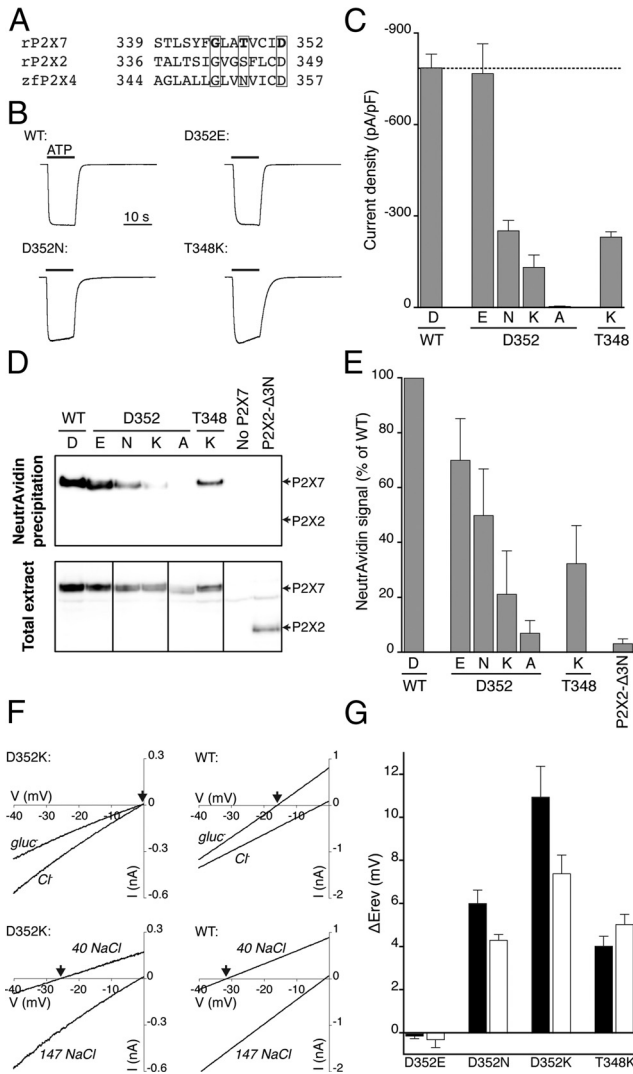 A
rP2X7 339 STLSYFGLATVCID 352
rP2X2 336 TALTSIGVGSFLCD 349
zfP2X4 344 AGLALLGLVNVICD 357
B
WT:
ATP
10 s
D352E:
D352N:
T348K:
C
Current density (pA/pF)
-900
-600
-300
0
D E N K A K
WT D352 T348
D
WT D352 T348 No P2X7 P2X2-Δ3N
D E N K A K
NeutrAvidin
precipitation
P2X7
P2X2
Total extract
P2X7
P2X2
E
NeutrAvidin signal (% of WT)
100
80
60
40
20
0
D E N K A K
WT D352 T348 P2X2-Δ3N
F
D352K:
V (mV)
-40 -30 -20 -10
0.3
0
-0.3
-0.6
I (nA)
gluc-
Cl-
WT:
V (mV)
-40 -30 -20 -10
1
0
-1
-2
I (nA)
gluc-
Cl-
D352K:
40 NaCl
-40 -30 -20 -10
V (mV)
147 NaCl
0.3
0
-0.3
-0.6
I (nA)
WT:
40 NaCl
-40 -30 -20 -10
V (mV)
147 NaCl
1
0
-1
-2
I (nA)
G
ΔErev (mV)
12
10
8
6
4
2
0
D352E D352N D352K T348K